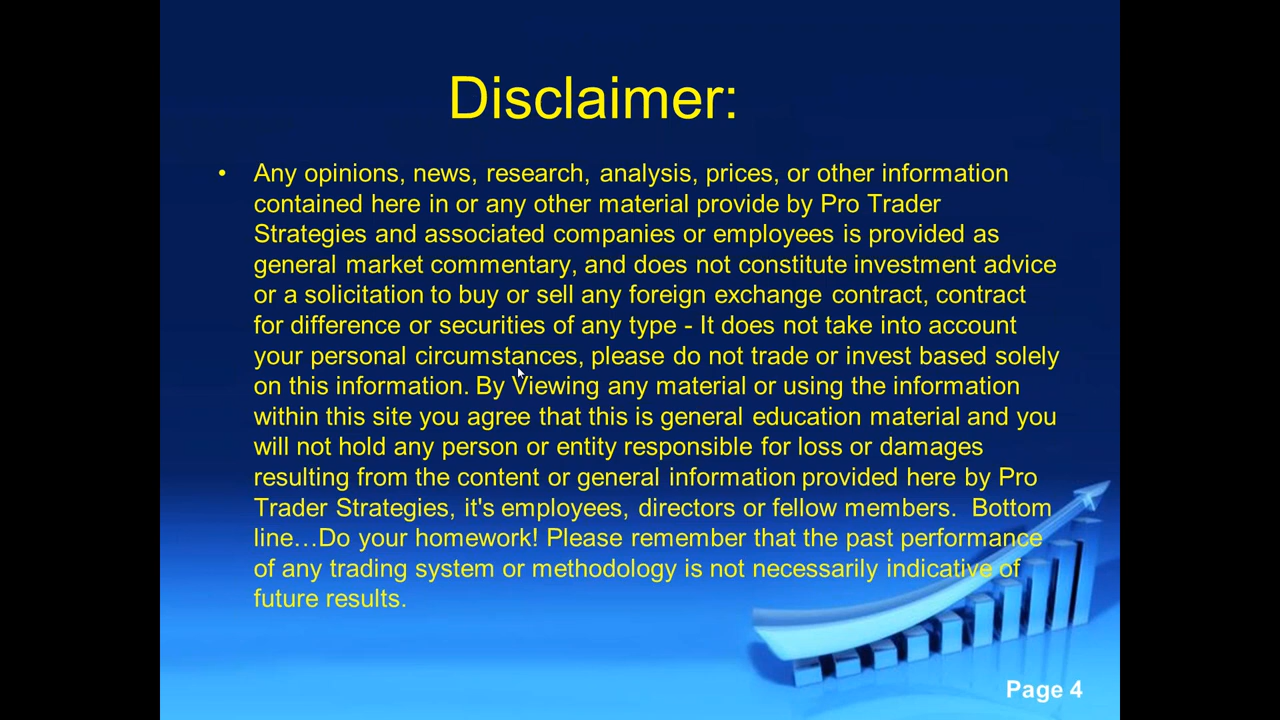 Disclaimer:
• Any opinions, news, research, analysis, prices, or other information
contained here in or any other material provide by Pro Trader
Strategies and associated companies or employees is provided as
general market commentary, and does not constitute investment advice
or a solicitation to buy or sell any foreign exchange contract, contract
for difference or securities of any type - It does not take into account
your personal circumstances, please do not trade or invest based solely
on this information. By Viewing any material or using the information
within this site you agree that this is general education material and you
will not hold any person or entity responsible for loss or damages
resulting from the content or general information provided here by Pro
Trader Strategies, it's employees, directors or fellow members.  Bottom
line…Do your homework! Please remember that the past performance
of any trading system or methodology is not necessarily indicative of
future results.
Page 4